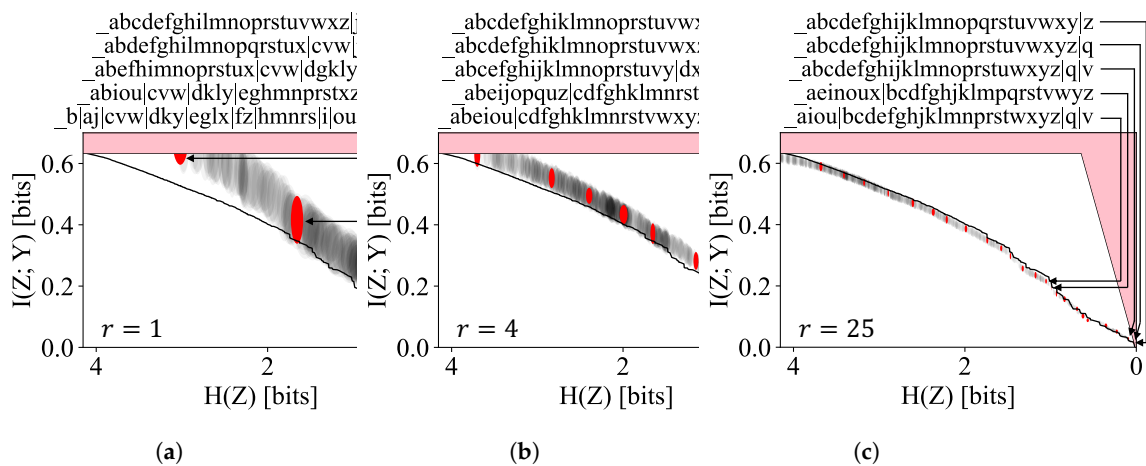 _abcdefghilmnoprstuvwxz|j
_abdefghilmnopqrstux|cvw|
_abefhimnoprstux|cvw|dgkly
_abiou|cvw|dkly|eghmnprstxz
_b|aj|cvw|dky|eglx|fz|hmnrs|i|ou
I(Z; Y) [bits]
0.6
0.4
0.2
0.0
r = 1
4
2
H(Z) [bits]
(a)
_abcdefghiklmnoprstuvwx
_abcdefghiklmnopqrstuvwxz
_abcefghijklmnoprstuvy|dx
_abeijopquz|cdfghklmnrst
_abeiou|cdfghklmnrstvwxyz
I(Z; Y) [bits]
0.6
0.4
0.2
0.0
r = 4
4
2
H(Z) [bits]
(b)
_abcdefghijklmnopqrstuvwxy|z
_abcdefghijklmnoprstuvwxyz|q
_abcdefghijklmnoprstuwxyz|q|v
_aeinoux|bcdfghjklmpqrstvwyz
_aiou|bcdefghjklmnprstwxyz|q|v
I(Z; Y) [bits]
0.6
0.4
0.2
0.0
r = 25
4
2
0
H(Z) [bits]
(c)